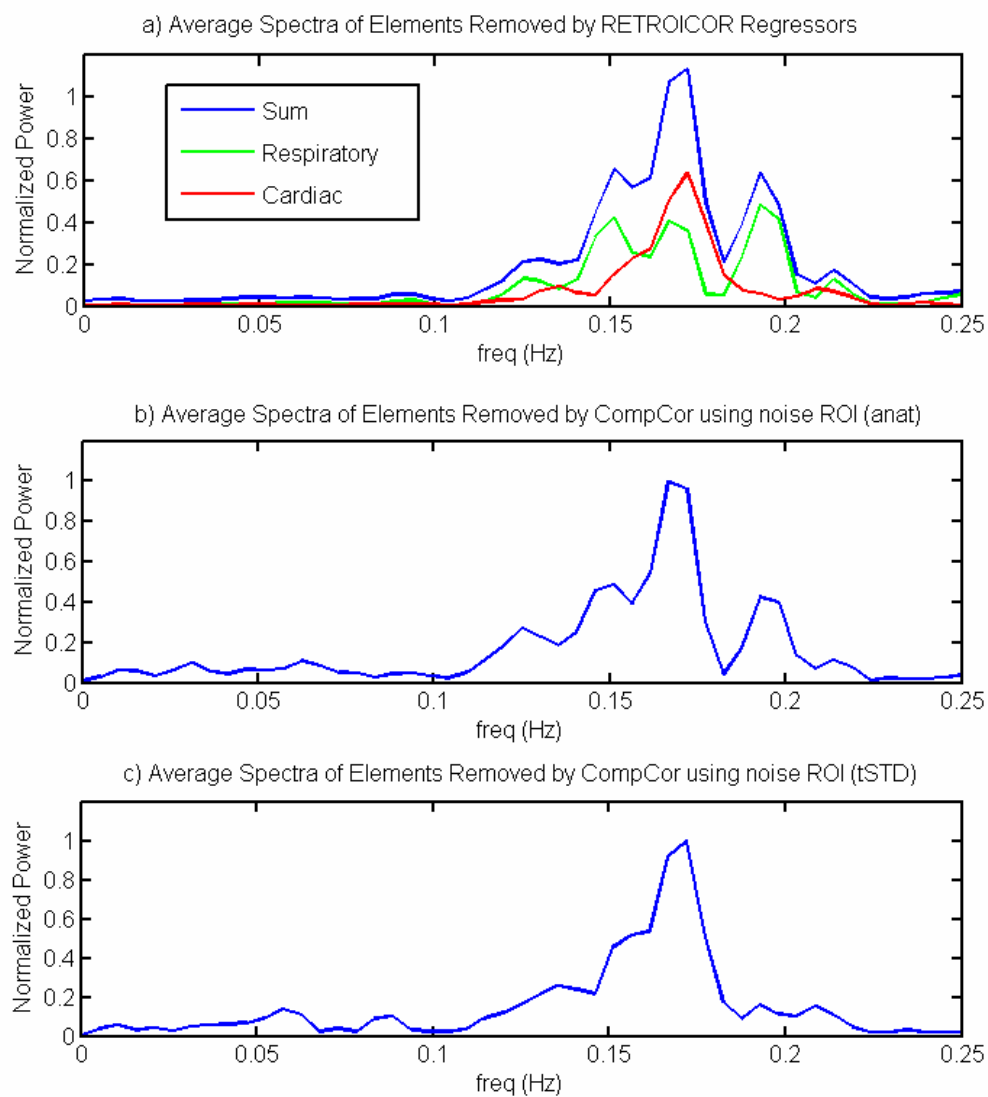 a) Average Spectra of Elements Removed by RETROICOR Regressors
Normalized Power
1
0.8
0.6
0.4
0.2
0
Sum
Respiratory
Cardiac
0 0.05 0.1 0.15 0.2 0.25
freq (Hz)
b) Average Spectra of Elements Removed by CompCor using noise ROI (anat)
Normalized Power
1
0.8
0.6
0.4
0.2
0
0 0.05 0.1 0.15 0.2 0.25
freq (Hz)
c) Average Spectra of Elements Removed by CompCor using noise ROI (tSTD)
Normalized Power
1
0.8
0.6
0.4
0.2
0
0 0.05 0.1 0.15 0.2 0.25
freq (Hz)